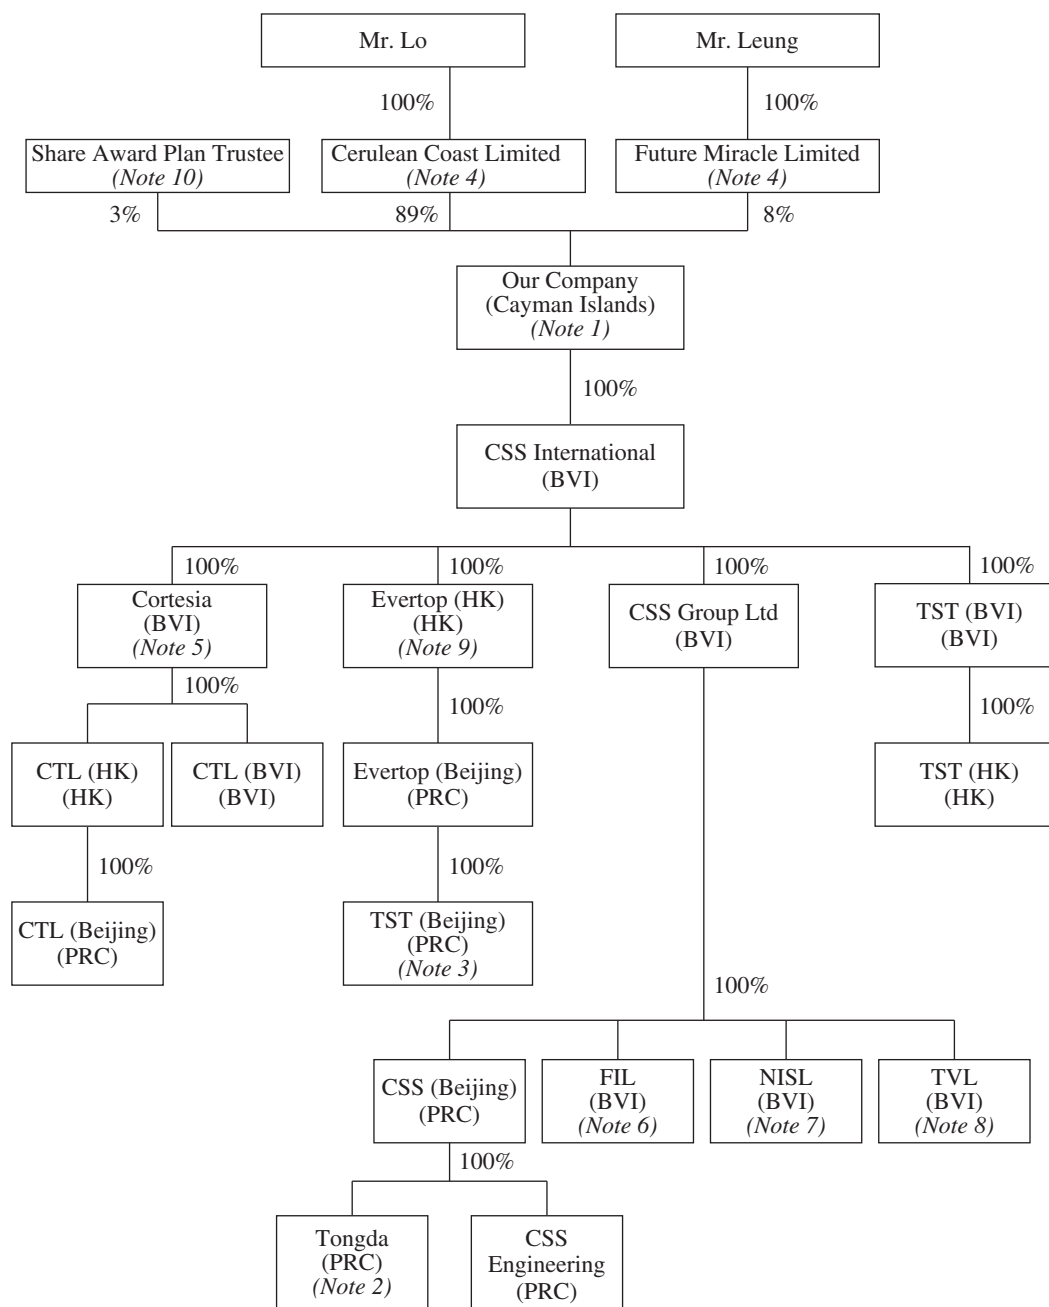 Mr. Lo
Mr. Leung
100%
100%
Share Award Plan Trustee
(Note 10)
Cerulean Coast Limited
(Note 4)
Future Miracle Limited
(Note 4)
3%
89%
8%
Our Company
(Cayman Islands)
(Note 1)
100%
CSS International
(BVI)
100%
100%
100%
100%
Cortesia
(BVI)
(Note 5)
Evertop (HK)
(HK)
(Note 9)
CSS Group Ltd
(BVI)
TST (BVI)
(BVI)
100%
100%
100%
CTL (HK)
(HK)
CTL (BVI)
(BVI)
Evertop (Beijing)
(PRC)
TST (HK)
(HK)
100%
100%
CTL (Beijing)
(PRC)
TST (Beijing)
(PRC)
(Note 3)
100%
CSS (Beijing)
(PRC)
FIL
(BVI)
(Note 6)
NISL
(BVI)
(Note 7)
TVL
(BVI)
(Note 8)
100%
Tongda
(PRC)
(Note 2)
CSS
Engineering
(PRC)